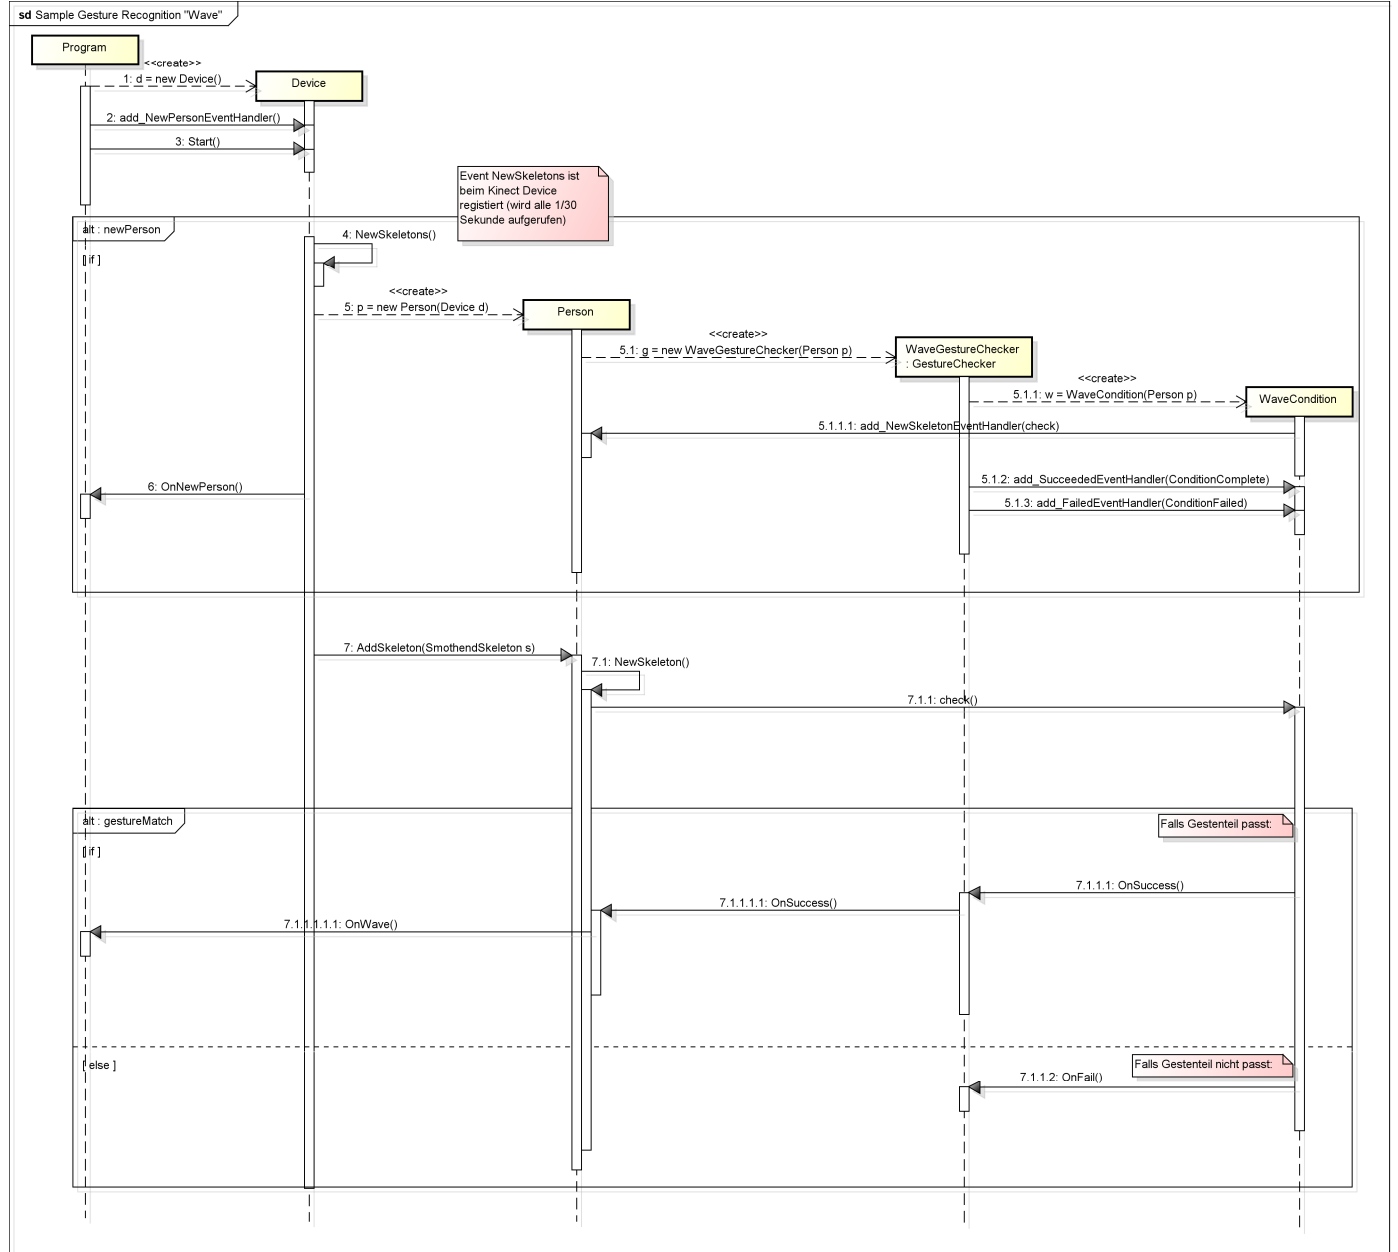 sd Sample Gesture Recognition "Wave"
Program
<<create>>
1: d = new Device()
Device
2: add_NewPersonEventHandler()
3: Start()
Event NewSkeletons ist
beim Kinect Device
registiert (wird alle 1/30
Sekunde aufgerufen)
alt : newPerson
[ if ]
4: NewSkeletons()
<<create>>
5: p = new Person(Device d)
Person
<<create>>
5.1: g = new WaveGestureChecker(Person p)
WaveGestureChecker
: GestureChecker
<<create>>
5.1.1: w = WaveCondition(Person p)
WaveCondition
5.1.1.1: add_NewSkeletonEventHandler(check)
5.1.2: add_SucceededEventHandler(ConditionComplete)
6: OnNewPerson()
5.1.3: add_FailedEventHandler(ConditionFailed)
7: AddSkeleton(SmothendSkeleton s)
7.1: NewSkeleton()
7.1.1: check()
alt : gestureMatch
Falls Gestenteil passt:
[ if ]
7.1.1.1: OnSuccess()
7.1.1.1.1: OnSuccess()
7.1.1.1.1.1: OnWave()
[ else ]
Falls Gestenteil nicht passt:
7.1.1.2: OnFail()